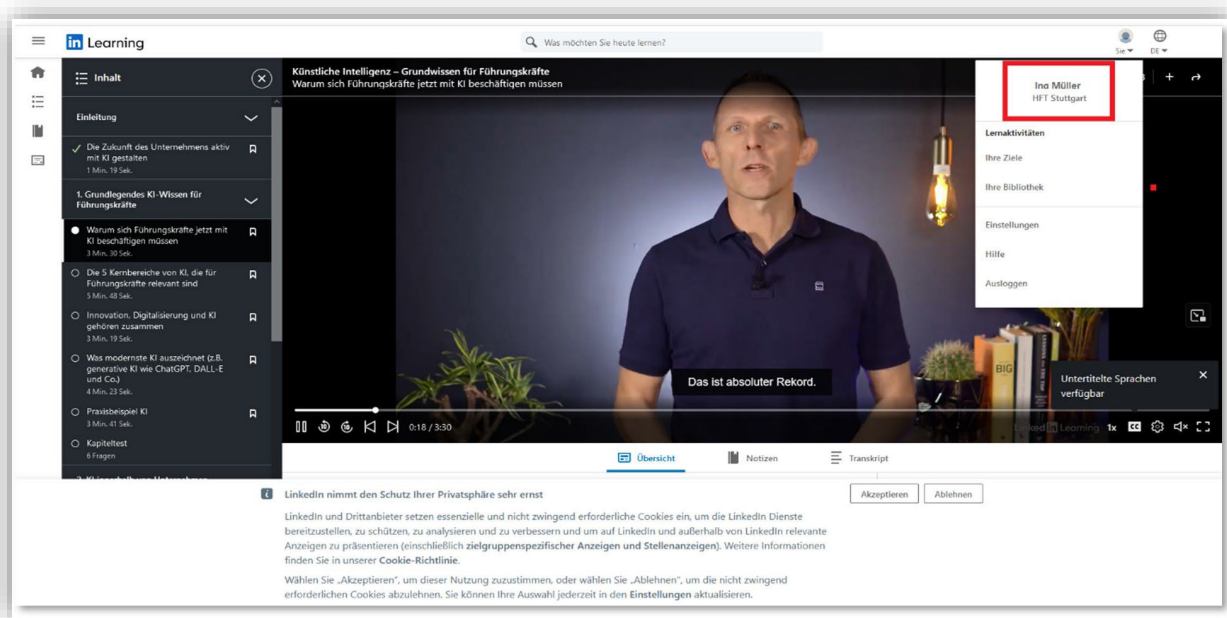 in Learning
Was möchten Sie heute lernen?
Sie
DE
Inhalt
Künstliche Intelligenz – Grundwissen für Führungskräfte
Warum sich Führungskräfte jetzt mit KI beschäftigen müssen
Ina Müller
HFT Stuttgart
Lernaktivitäten
Ihre Ziele
Ihre Bibliothek
Einstellungen
Hilfe
Ausloggen
Einleitung
Die Zukunft des Unternehmens aktiv
mit KI gestalten
1 Min. 19 Sek.
1. Grundlegendes KI-Wissen für
Führungskräfte
Warum sich Führungskräfte jetzt mit
KI beschäftigen müssen
3 Min. 30 Sek.
Die 5 Kernbereiche von KI, die für
Führungskräfte relevant sind
5 Min. 48 Sek.
Innovation, Digitalisierung und KI
gehören zusammen
3 Min. 19 Sek.
Was modernste KI auszeichnet (z.B.
generative KI wie ChatGPT, DALL-E
und Co.)
4 Min. 23 Sek.
Praxisbeispiel KI
3 Min. 41 Sek.
Kapiteltest
6 Fragen
BIG
Das ist absoluter Rekord.
Untertitelte Sprachen
verfügbar
0:18 / 3:30
Linked in Learning
1x
CC
Übersicht
Notizen
Transkript
LinkedIn nimmt den Schutz Ihrer Privatsphäre sehr ernst
Akzeptieren
Ablehnen
LinkedIn und Drittanbieter setzen essenzielle und nicht zwingend erforderliche Cookies ein, um die LinkedIn Dienste
bereitzustellen, zu schützen, zu analysieren und zu verbessern und um auf LinkedIn und außerhalb von LinkedIn relevante
Anzeigen zu präsentieren (einschließlich zielgruppenspezifischer Anzeigen und Stellenanzeigen). Weitere Informationen
finden Sie in unserer Cookie-Richtlinie.
Wählen Sie „Akzeptieren", um dieser Nutzung zuzustimmen, oder wählen Sie „Ablehnen", um die nicht zwingend
erforderlichen Cookies abzulehnen. Sie können Ihre Auswahl jederzeit in den Einstellungen aktualisieren.